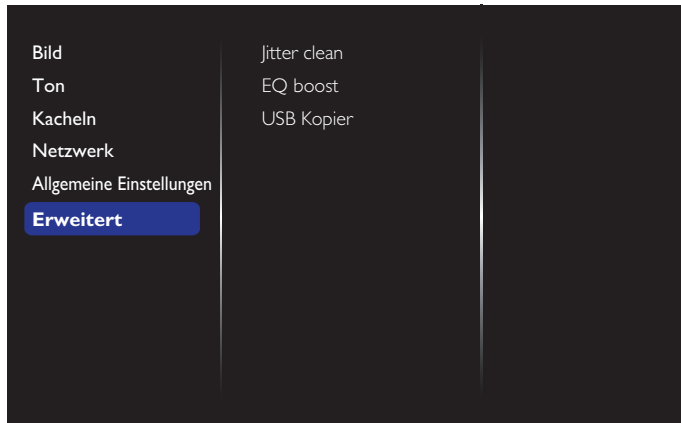 Bild
Ton
Kacheln
Netzwerk
Allgemeine Einstellungen
Erweitert
Jitter clean
EQ boost
USB Kopier